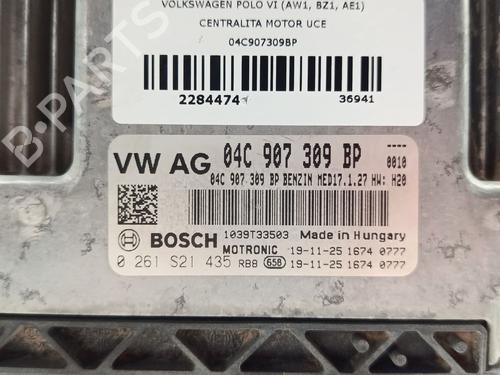 VOLKSWAGEN POLO VI (AW1, BZ1, AE1)
CENTRALITA MOTOR UCE
04C907309BP
2284474 36941
VW AG 04C 907 309 BP 0010
04C 907 309 BP BENZIN MED17.1.27 HW: H20
BOSCH 1039T33503 Made in Hungary
MOTRONIC 19-11-25 1674 0777
0 261 S21 435 RB8 658 19-11-25 1674 0777
B-PARTS